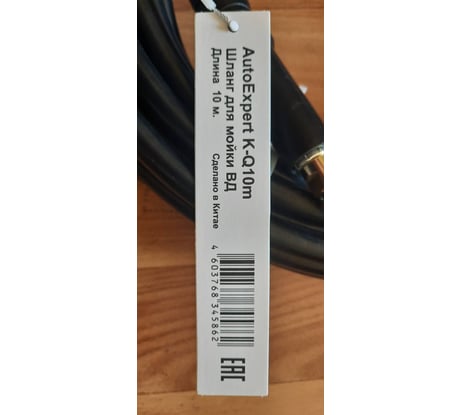 AutoExpert K-Q10m
Шланг для мойки ВД
Длина 10 м.
Сделано в Китае
4 603768 345862
EAC